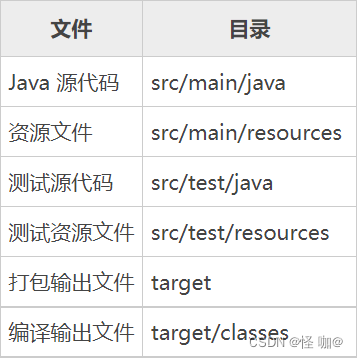 文件 目录
Java 源代码 src/main/java
资源文件 src/main/resources
测试源代码 src/test/java
测试资源文件 src/test/resources
打包输出文件 target
编译输出文件 target/classes
CSDN @怪 咖@